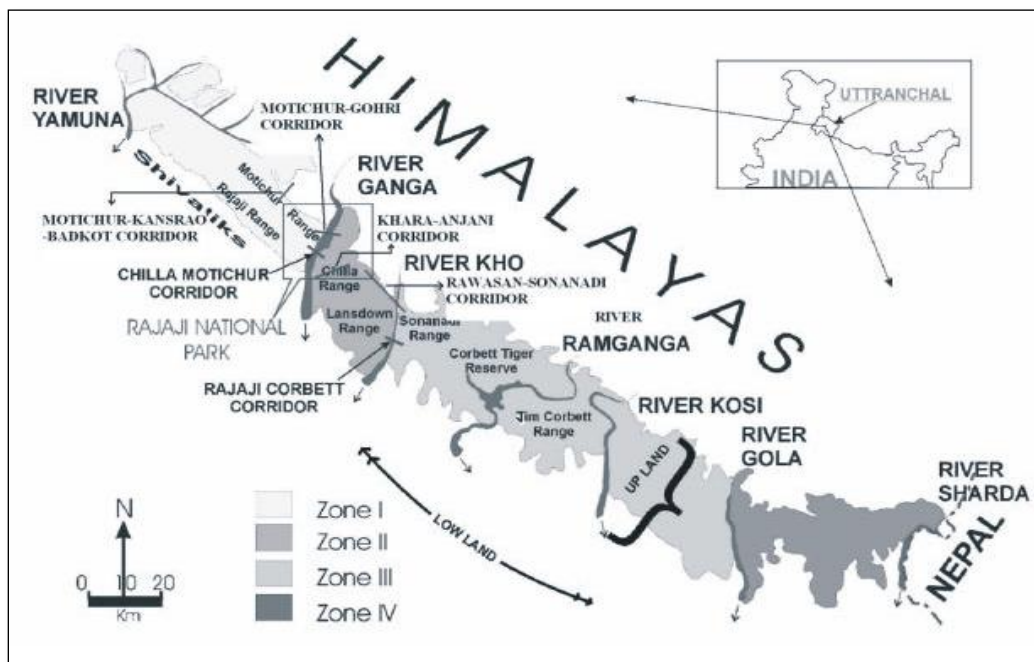 HIMALAYAS
RIVER
YAMUNA
MOTICHUR-GOHRI
CORRIDOR
RIVER
GANGA
UTTRANCHAL
INDIA
Shivaliks
Motichur
Range
Rajaji Range
MOTICHUR-KANSRAO
-BADKOT CORRIDOR
KHARA-ANJANI
CORRIDOR
CHILLA MOTICHUR
CORRIDOR
Chilla
Range
RIVER KHO
RAWASAN-SONANADI
CORRIDOR
RAJAJI NATIONAL
PARK
Lansdown
Range
Sonanadi
Range
RIVER
RAMGANGA
Corbett Tiger
Reserve
RAJAJI CORBETT
CORRIDOR
Jim Corbett
Range
RIVER KOSI
RIVER
GOLA
UP LAND
RIVER
SHARDA
NEPAL
LOW LAND
N
0 10 20
Km
Zone I
Zone II
Zone III
Zone IV